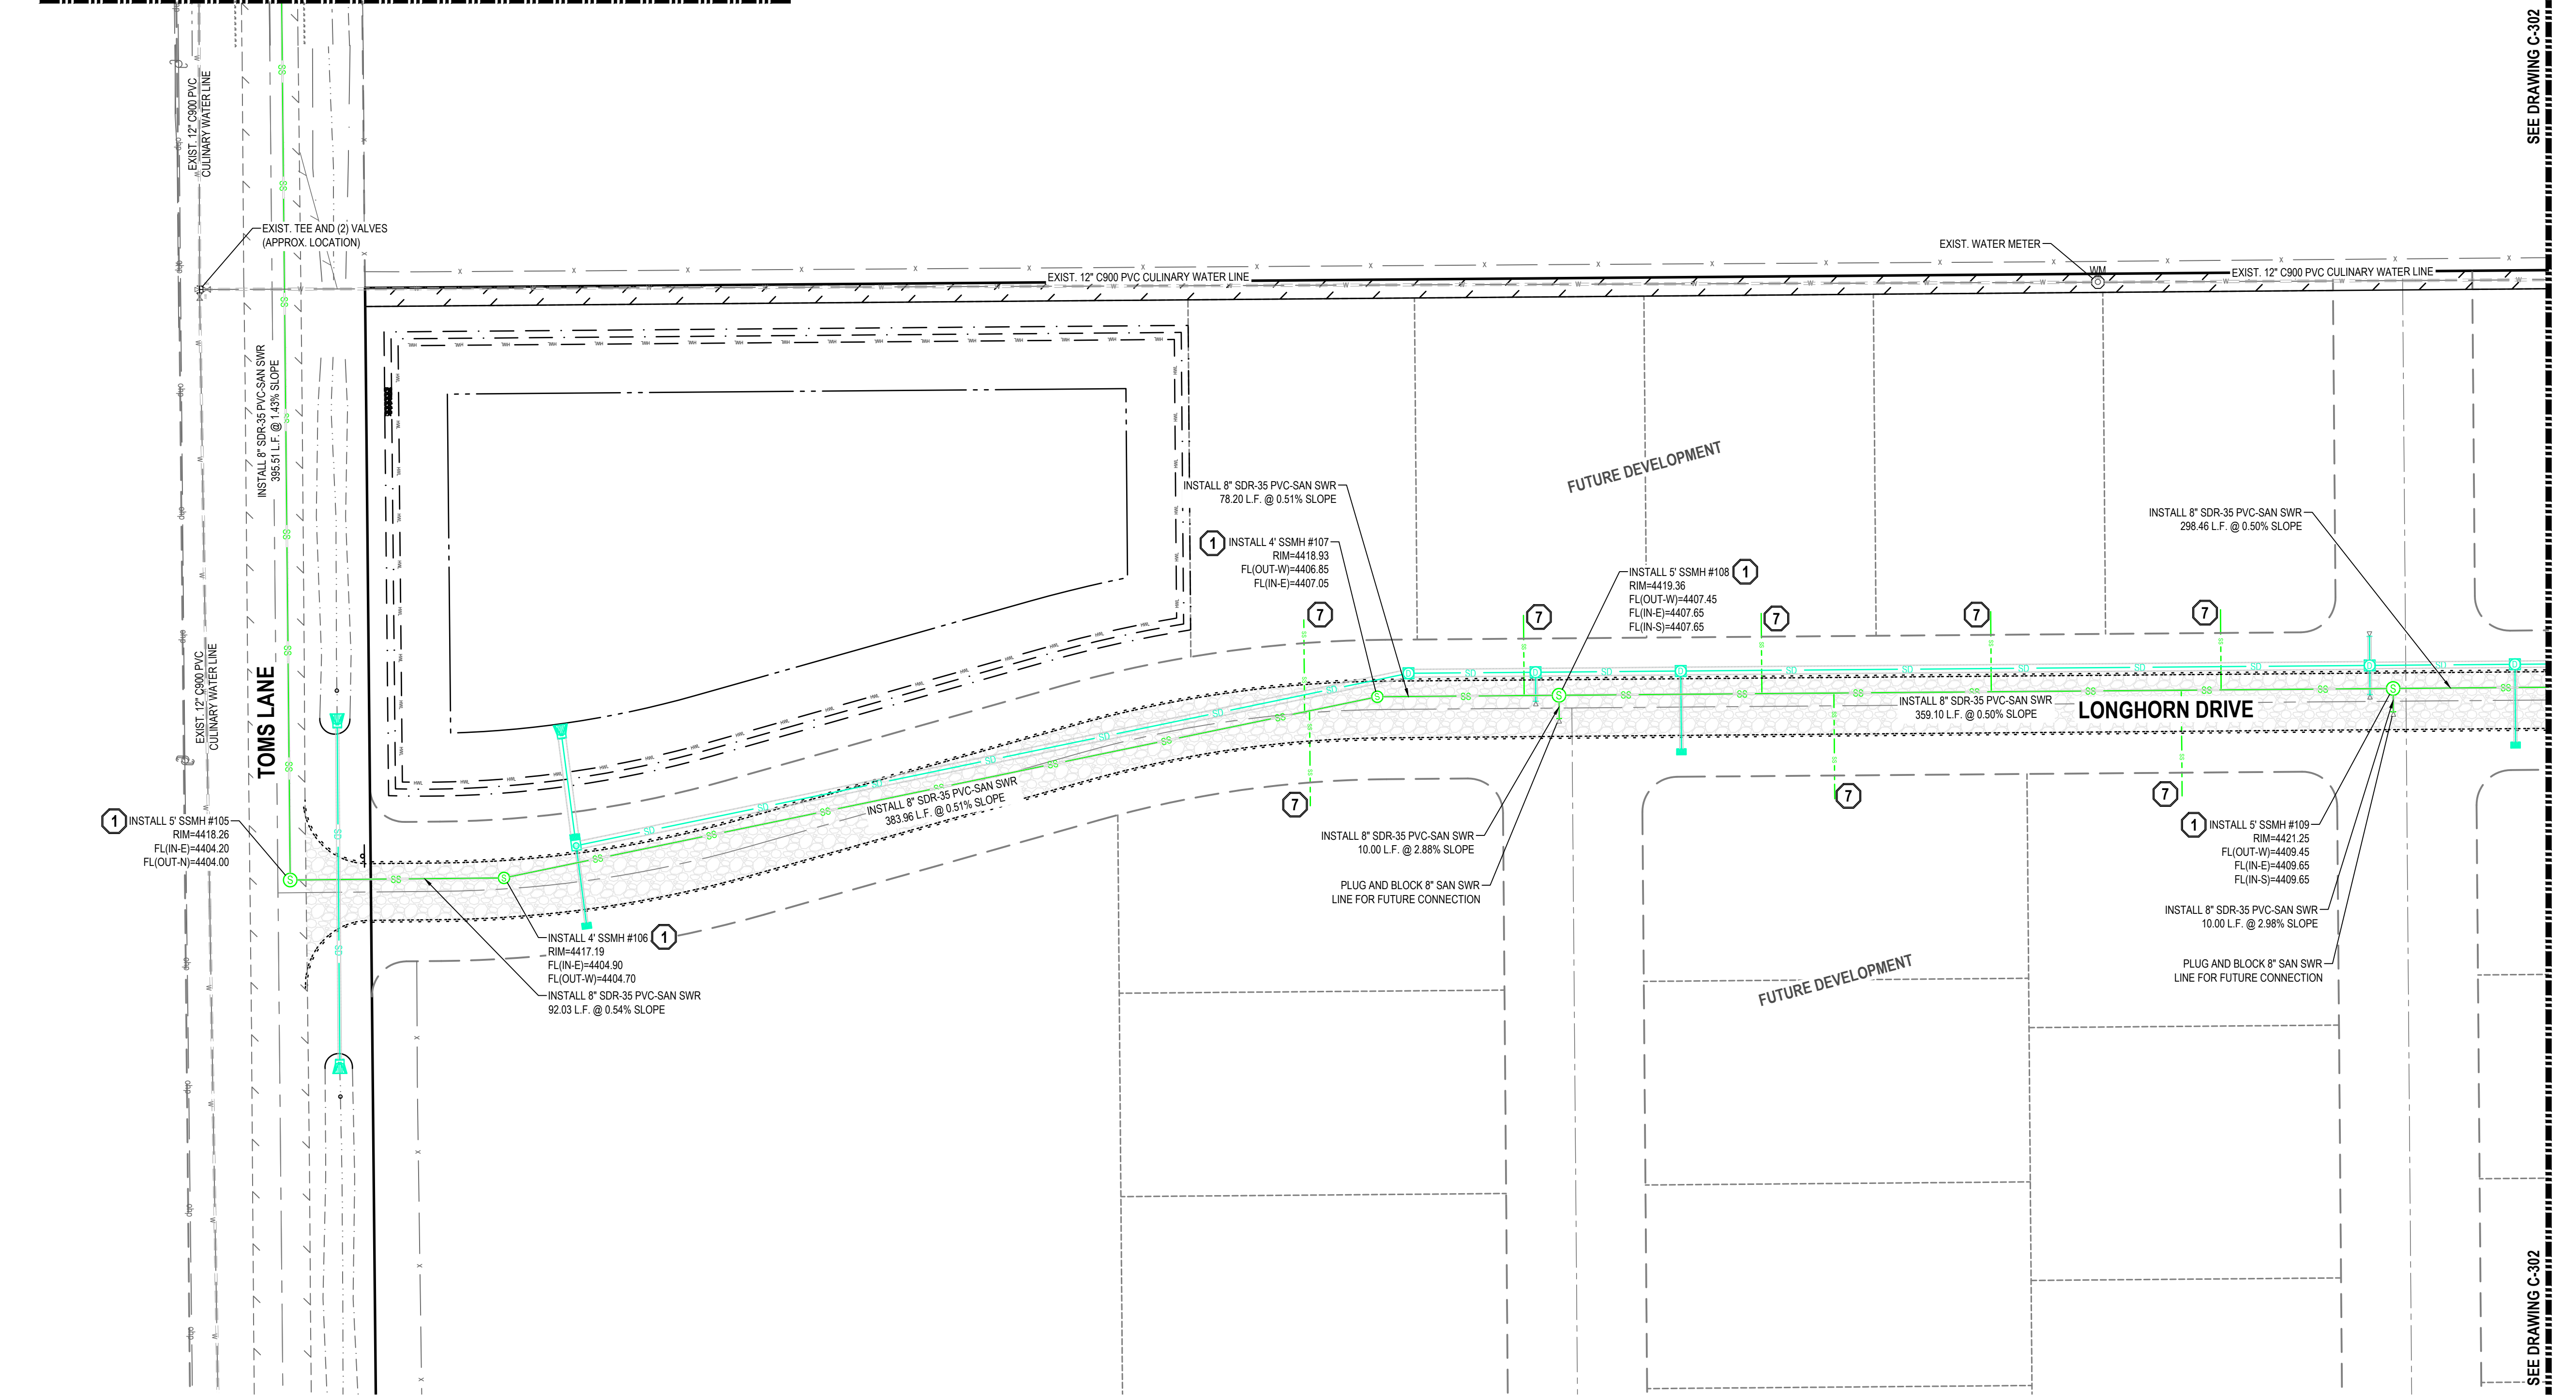 SEE DRAWING C-302
EXIST. 12" C900 PVC
CULINARY WATER LINE
EXIST. TEE AND (2) VALVES
(APPROX. LOCATION)
EXIST. 12" C900 PVC CULINARY WATER LINE
EXIST. WATER METER
WM
EXIST. 12" C900 PVC CULINARY WATER LINE
INSTALL 8" SDR-35 PVC-SAN SWR
395.51 L.F. @ 1.43% SLOPE
FUTURE DEVELOPMENT
INSTALL 8" SDR-35 PVC-SAN SWR
78.20 L.F. @ 0.51% SLOPE
INSTALL 8" SDR-35 PVC-SAN SWR
298.46 L.F. @ 0.50% SLOPE
1 INSTALL 4' SSMH #107
RIM=4418.93
FL(OUT-W)=4406.85
FL(IN-E)=4407.05
INSTALL 5' SSMH #108 1
RIM=4419.36
FL(OUT-W)=4407.45
FL(IN-E)=4407.65
FL(IN-S)=4407.65
7
7
7
7
7
EXIST. 12" C900 PVC
CULINARY WATER LINE
TOMS LANE
INSTALL 8" SDR-35 PVC-SAN SWR
359.10 L.F. @ 0.50% SLOPE
LONGHORN DRIVE
INSTALL 8" SDR-35 PVC-SAN SWR
383.96 L.F. @ 0.51% SLOPE
7
7
7
1 INSTALL 5' SSMH #105
RIM=4418.26
FL(IN-E)=4404.20
FL(OUT-N)=4404.00
INSTALL 8" SDR-35 PVC-SAN SWR
10.00 L.F. @ 2.88% SLOPE
PLUG AND BLOCK 8" SAN SWR
LINE FOR FUTURE CONNECTION
1 INSTALL 5' SSMH #109
RIM=4421.25
FL(OUT-W)=4409.45
FL(IN-E)=4409.65
FL(IN-S)=4409.65
INSTALL 8" SDR-35 PVC-SAN SWR
10.00 L.F. @ 2.98% SLOPE
PLUG AND BLOCK 8" SAN SWR
LINE FOR FUTURE CONNECTION
INSTALL 4' SSMH #106 1
RIM=4417.19
FL(IN-E)=4404.90
FL(OUT-W)=4404.70
INSTALL 8" SDR-35 PVC-SAN SWR
92.03 L.F. @ 0.54% SLOPE
FUTURE DEVELOPMENT
SEE DRAWING C-302